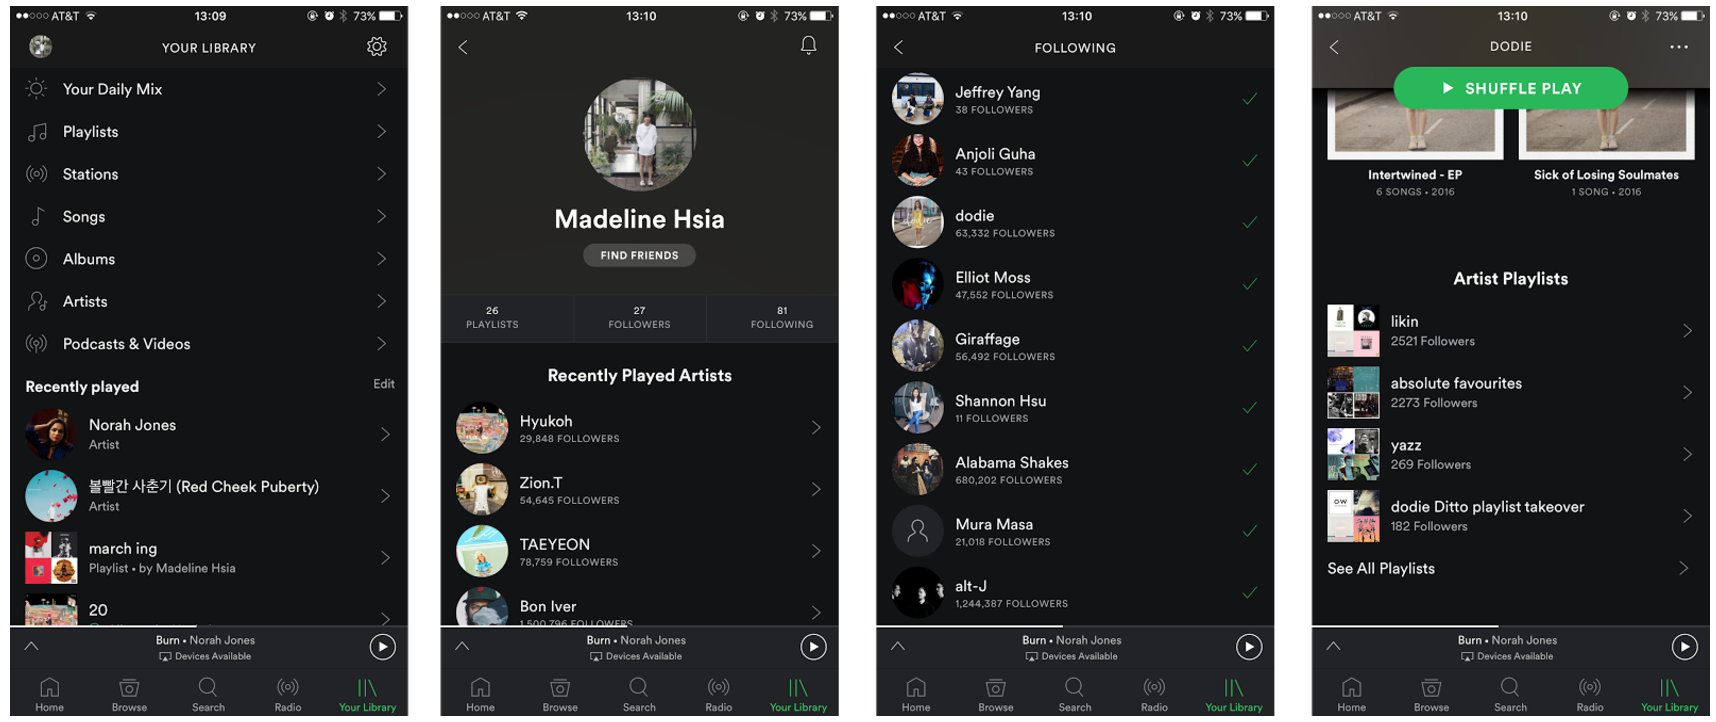 AT&T 13:09 73%
YOUR LIBRARY
Your Daily Mix
Playlists
Stations
Songs
Albums
Artists
Podcasts & Videos
Recently played Edit
Norah Jones
Artist
볼빨간 사춘기 (Red Cheek Puberty)
Artist
march ing
Playlist • by Madeline Hsia
20
Burn • Norah Jones
Devices Available
Home Browse Search Radio Your Library
AT&T 13:10 73%
Madeline Hsia
FIND FRIENDS
26 27 81
PLAYLISTS FOLLOWERS FOLLOWING
Recently Played Artists
Hyukoh
29,848 FOLLOWERS
Zion.T
54,645 FOLLOWERS
TAEYEON
78,759 FOLLOWERS
Bon Iver
1,500,796 FOLLOWERS
Burn • Norah Jones
Devices Available
Home Browse Search Radio Your Library
AT&T 13:10 73%
FOLLOWING
Jeffrey Yang
38 FOLLOWERS
Anjoli Guha
43 FOLLOWERS
dodie
63,332 FOLLOWERS
Elliot Moss
47,552 FOLLOWERS
Giraffage
56,492 FOLLOWERS
Shannon Hsu
11 FOLLOWERS
Alabama Shakes
680,202 FOLLOWERS
Mura Masa
21,018 FOLLOWERS
alt-J
1,244,387 FOLLOWERS
Burn • Norah Jones
Devices Available
Home Browse Search Radio Your Library
AT&T 13:10 73%
DODIE
SHUFFLE PLAY
Intertwined - EP
6 SONGS • 2016
Sick of Losing Soulmates
1 SONG • 2016
Artist Playlists
likin
2521 Followers
absolute favourites
2273 Followers
yazz
269 Followers
dodie Ditto playlist takeover
182 Followers
See All Playlists
Burn • Norah Jones
Devices Available
Home Browse Search Radio Your Library